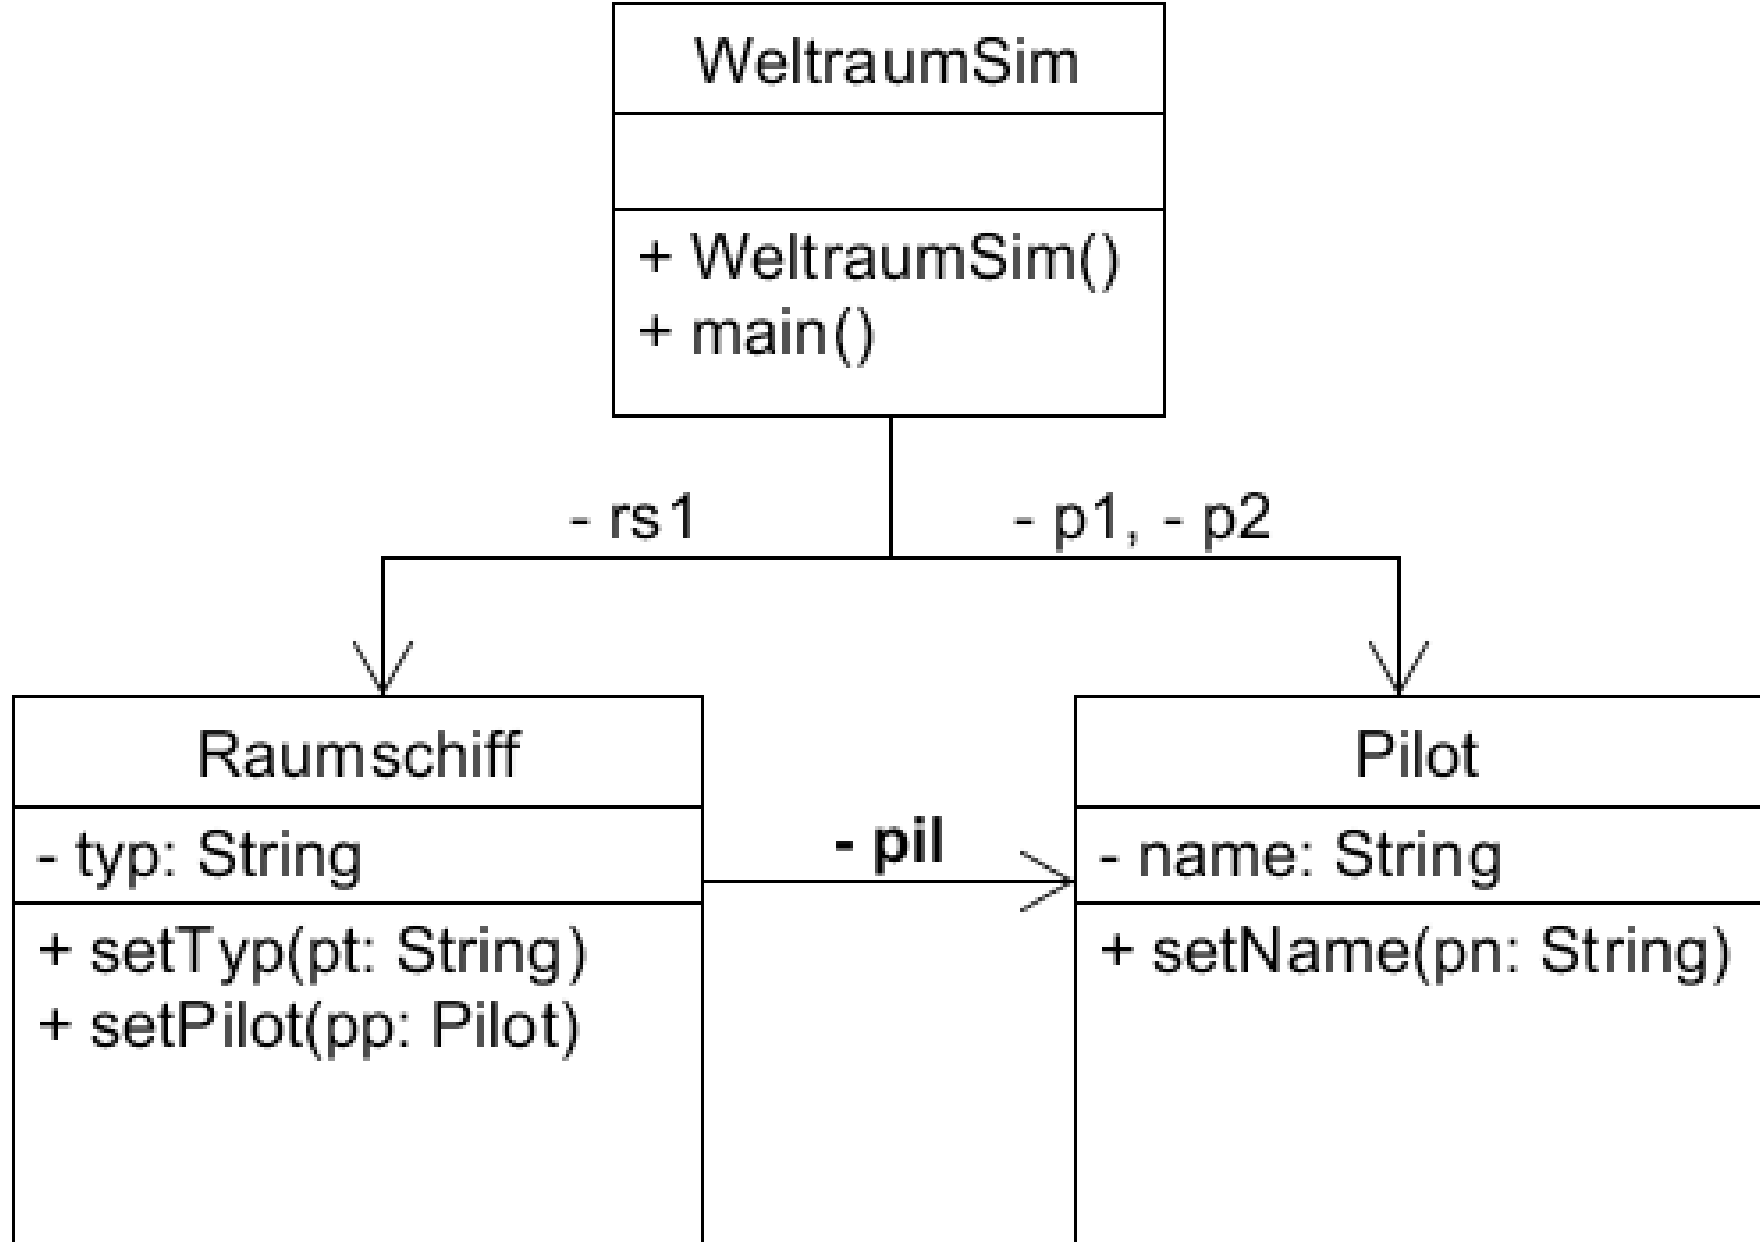 WeltraumSim
+ WeltraumSim()
+ main()
- rs1
- p1, - p2
Raumschiff
- typ: String
+ setTyp(pt: String)
+ setPilot(pp: Pilot)
- pil
Pilot
- name: String
+ setName(pn: String)